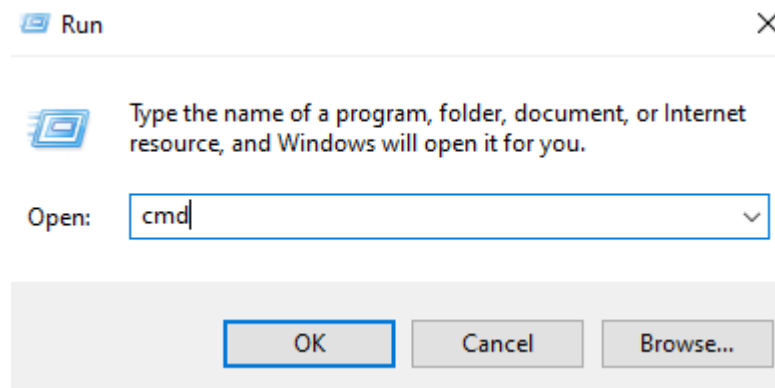 Run
Type the name of a program, folder, document, or Internet
resource, and Windows will open it for you.
Open: cmd
OK Cancel Browse...